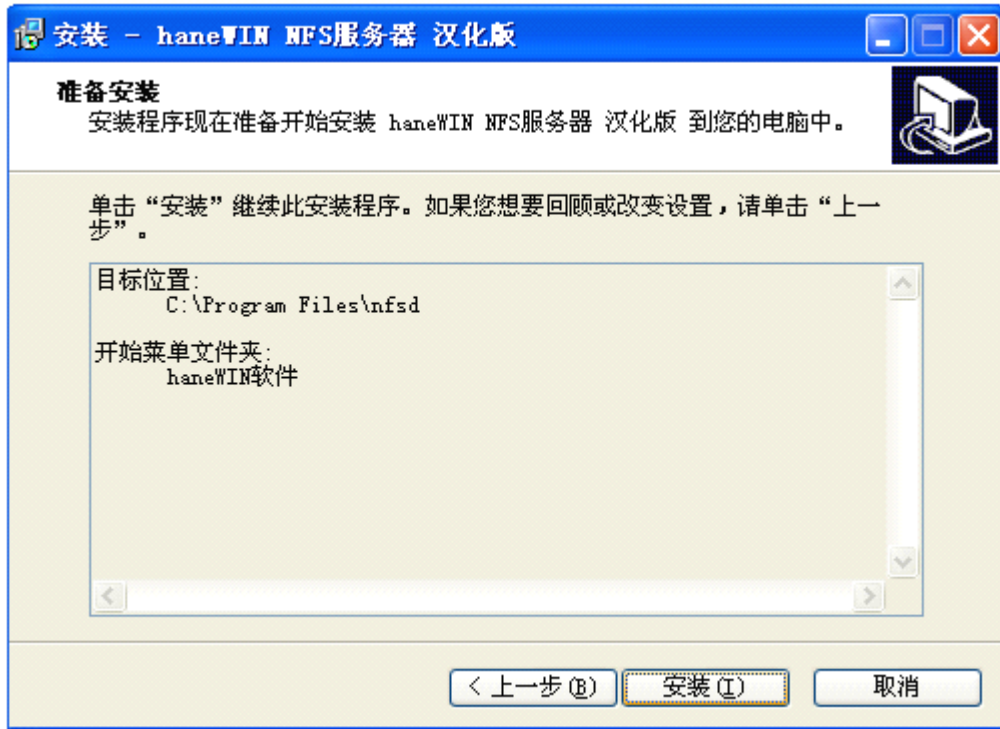 安装 - haneWIN NFS服务器 汉化版
准备安装
安装程序现在准备开始安装 haneWIN NFS服务器 汉化版 到您的电脑中。
单击“安装”继续此安装程序。如果您想要回顾或改变设置，请单击“上一
步”。
目标位置:
C:\Program Files\nfsd
开始菜单文件夹:
haneWIN软件
< 上一步(B)
安装(I)
取消